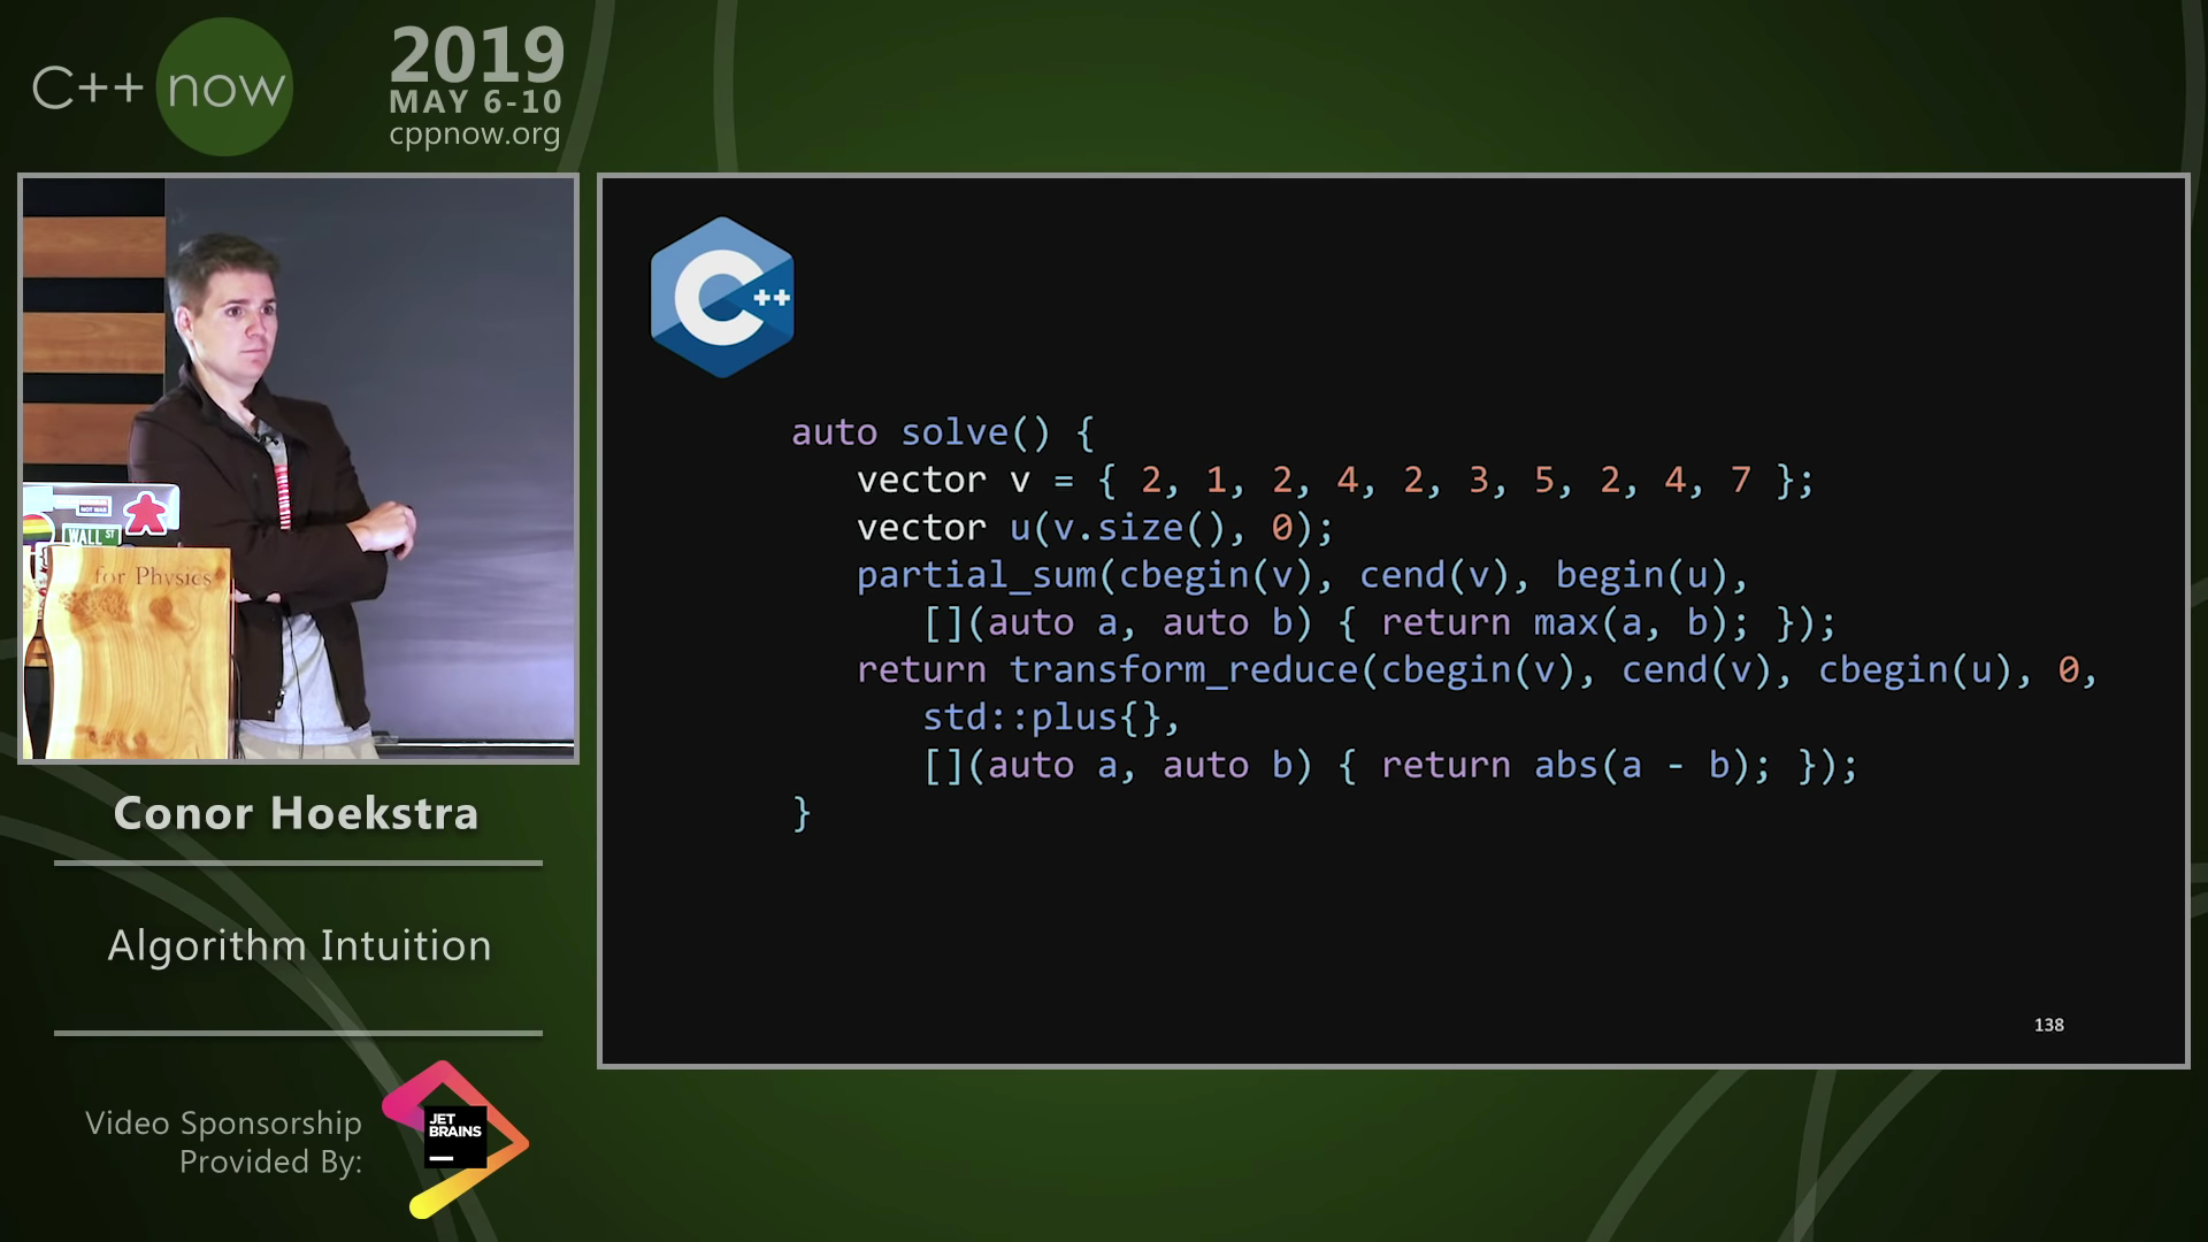 C++ now
2019
MAY 6-10
cppnow.org
NOT WAR
WALL ST
for Physics
C++
auto solve() {
vector v = { 2, 1, 2, 4, 2, 3, 5, 2, 4, 7 };
vector u(v.size(), 0);
partial_sum(cbegin(v), cend(v), begin(u),
[](auto a, auto b) { return max(a, b); });
return transform_reduce(cbegin(v), cend(v), cbegin(u), 0,
std::plus{},
[](auto a, auto b) { return abs(a - b); });
}
138
Conor Hoekstra
Algorithm Intuition
Video Sponsorship
Provided By:
JET
BRAINS